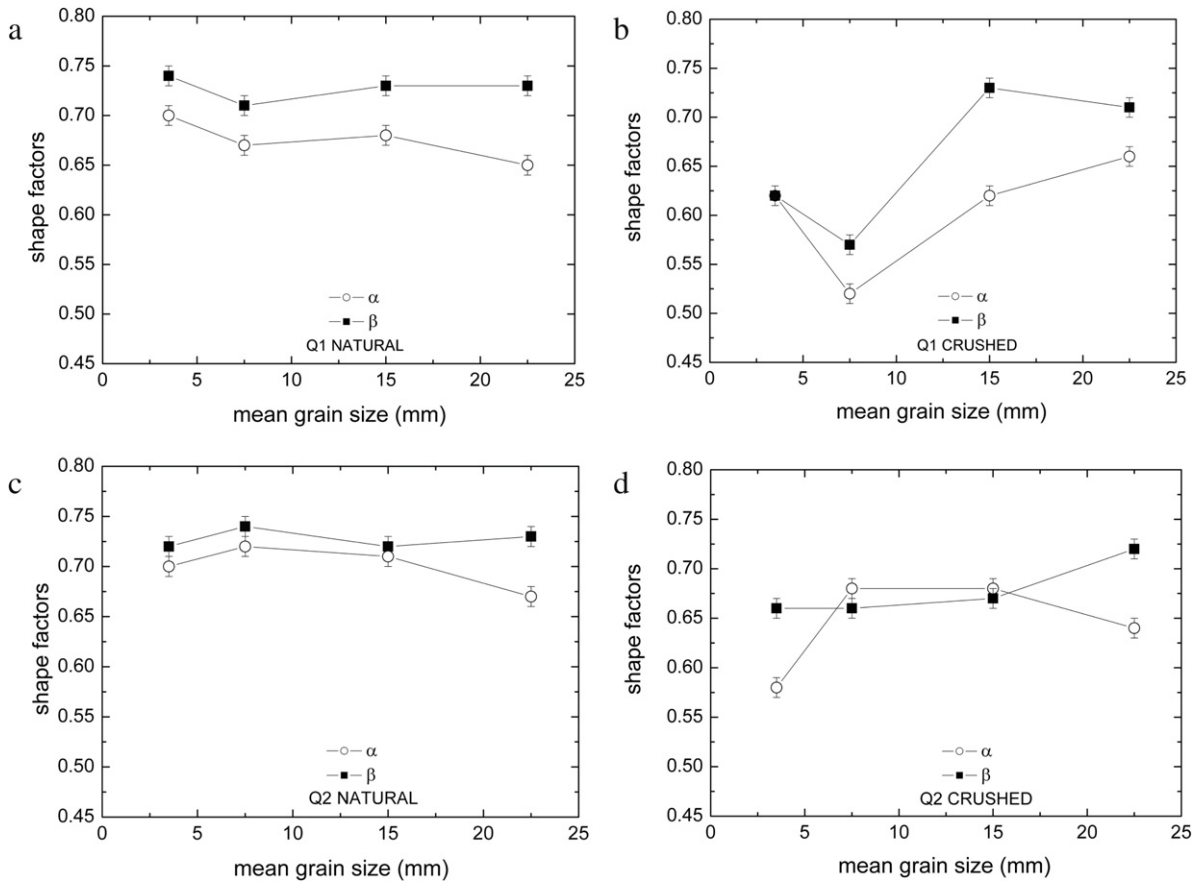 a
0.80
0.75
0.70
0.65
0.60
0.55
0.50
0.45
shape factors
α
β
Q1 NATURAL
0 5 10 15 20 25
mean grain size (mm)
b
0.80
0.75
0.70
0.65
0.60
0.55
0.50
0.45
shape factors
α
β
Q1 CRUSHED
0 5 10 15 20 25
mean grain size (mm)
c
0.80
0.75
0.70
0.65
0.60
0.55
0.50
0.45
shape factors
α
β
Q2 NATURAL
0 5 10 15 20 25
mean grain size (mm)
d
0.80
0.75
0.70
0.65
0.60
0.55
0.50
0.45
shape factors
α
β
Q2 CRUSHED
0 5 10 15 20 25
mean grain size (mm)